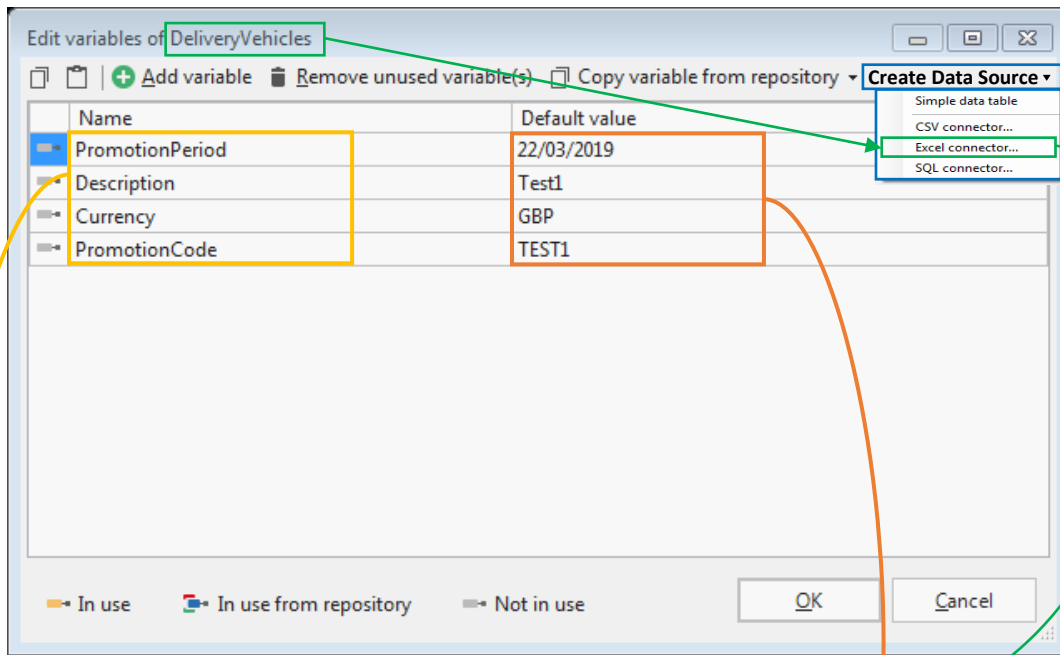 Edit variables of DeliveryVehicles
Add variable Remove unused variable(s) Copy variable from repository Create Data Source
Simple data table
CSV connector...
Excel connector...
SQL connector...
Name Default value
PromotionPeriod 22/03/2019
Description Test1
Currency GBP
PromotionCode TEST1
In use In use from repository Not in use OK Cancel